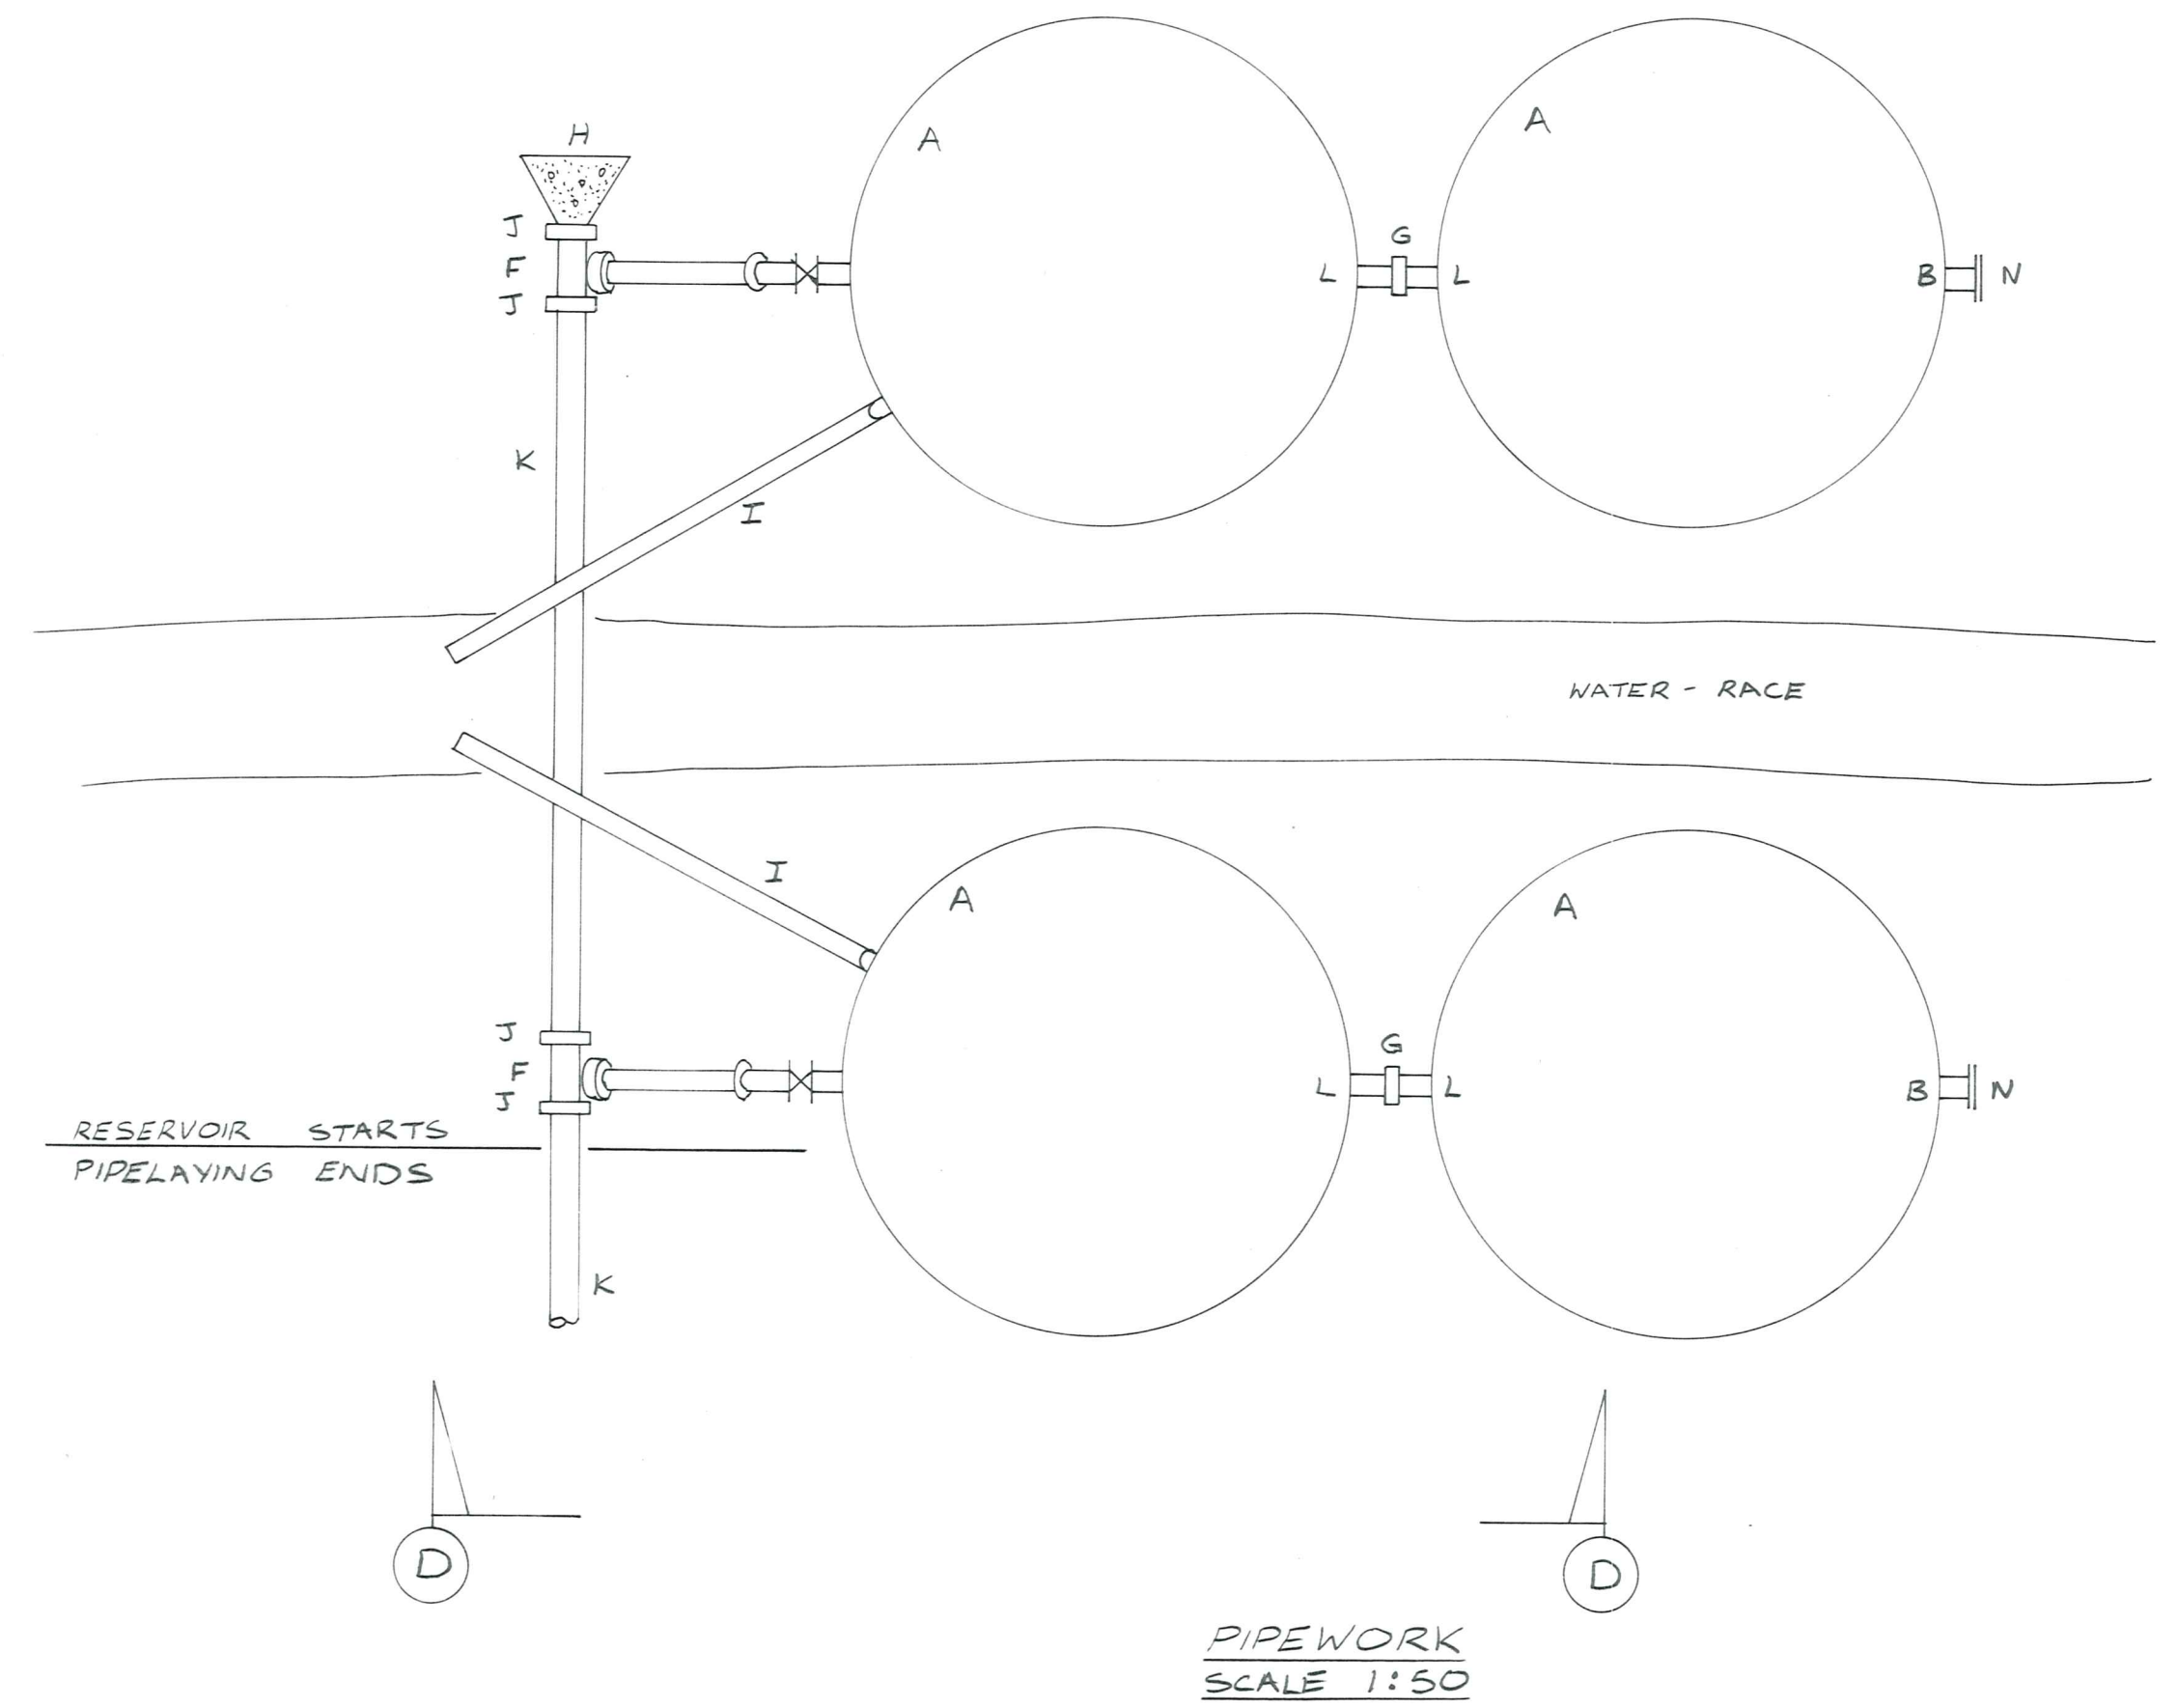 A
A
H
J
F
J
G
L
L
B
N
K
I
WATER - RACE
I
A
A
J
F
J
G
L
L
B
N
RESERVOIR STARTS
PIPELAYING ENDS
K
D
D
PIPEWORK
SCALE 1:50